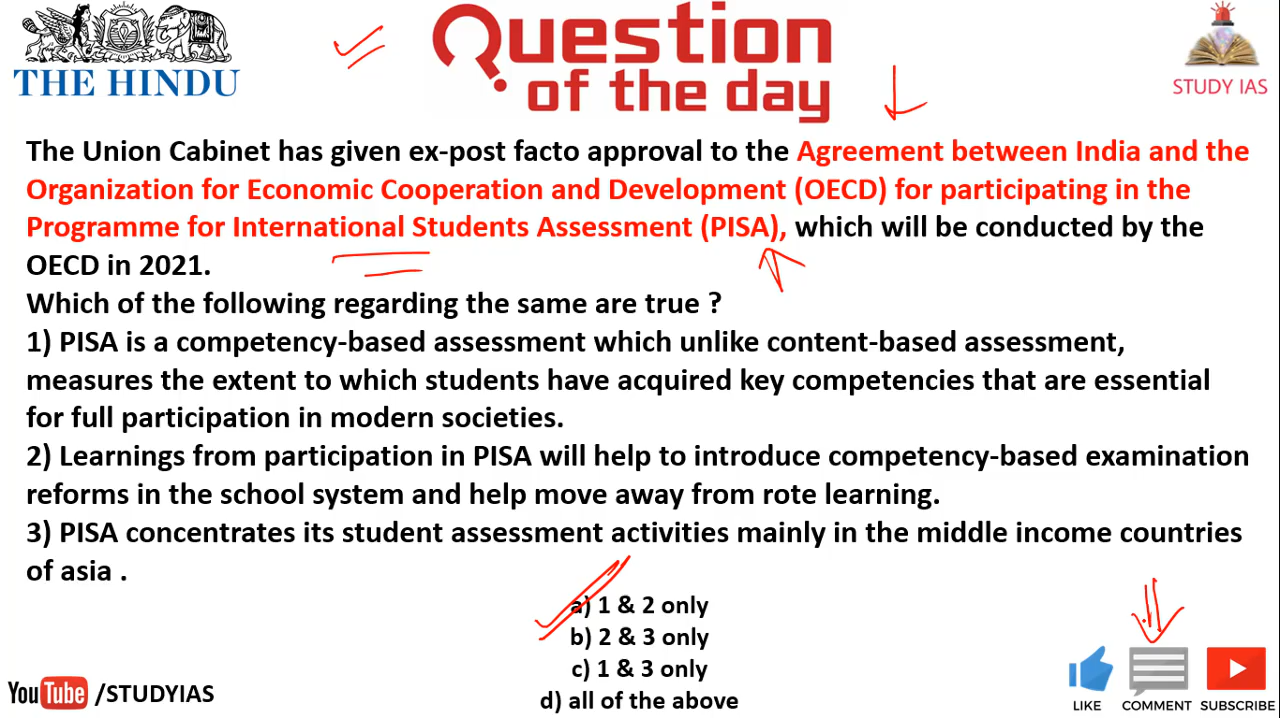 THE HINDU
Question
of the day
STUDY IAS
The Union Cabinet has given ex-post facto approval to the Agreement between India and the
Organization for Economic Cooperation and Development (OECD) for participating in the
Programme for International Students Assessment (PISA), which will be conducted by the
OECD in 2021.
Which of the following regarding the same are true ?
1) PISA is a competency-based assessment which unlike content-based assessment,
measures the extent to which students have acquired key competencies that are essential
for full participation in modern societies.
2) Learnings from participation in PISA will help to introduce competency-based examination
reforms in the school system and help move away from rote learning.
3) PISA concentrates its student assessment activities mainly in the middle income countries
of asia .
a) 1 & 2 only
b) 2 & 3 only
c) 1 & 3 only
d) all of the above
YouTube /STUDYIAS
LIKE COMMENT SUBSCRIBE